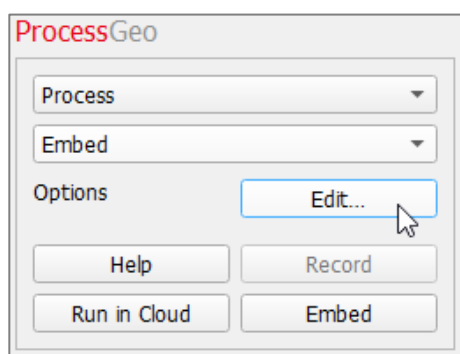 ProcessGeo
Process
Embed
Options Edit...
Help Record
Run in Cloud Embed